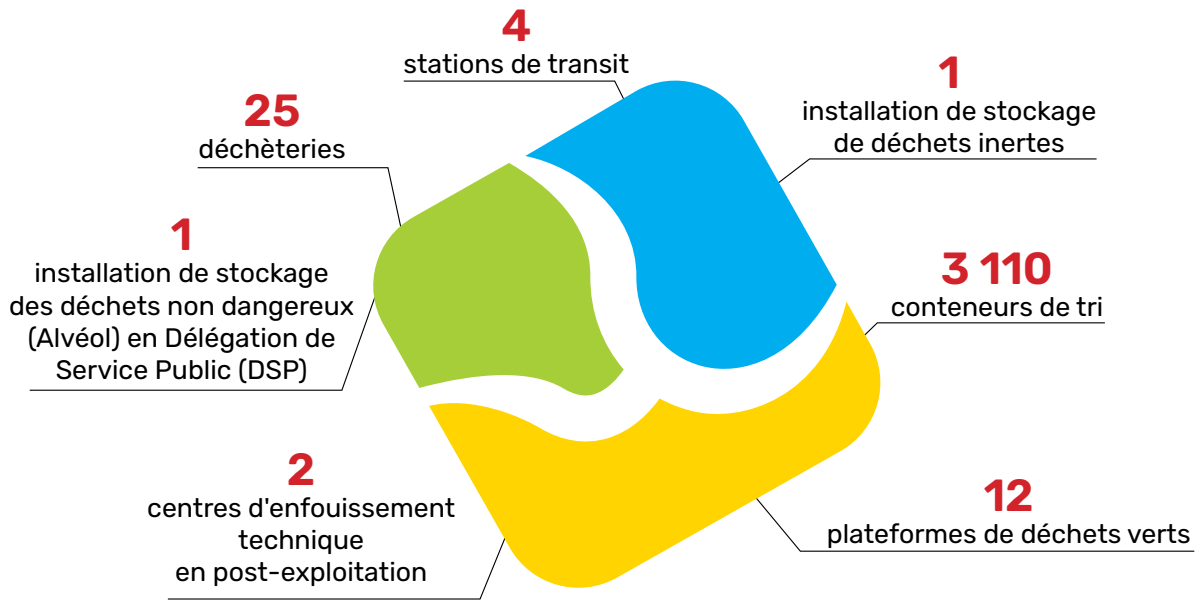 4
stations de transit
1
installation de stockage
de déchets inertes
25
déchèteries
1
installation de stockage
des déchets non dangereux
(Alvéol) en Délégation de
Service Public (DSP)
3 110
conteneurs de tri
2
centres d'enfouissement
technique
en post-exploitation
12
plateformes de déchets verts